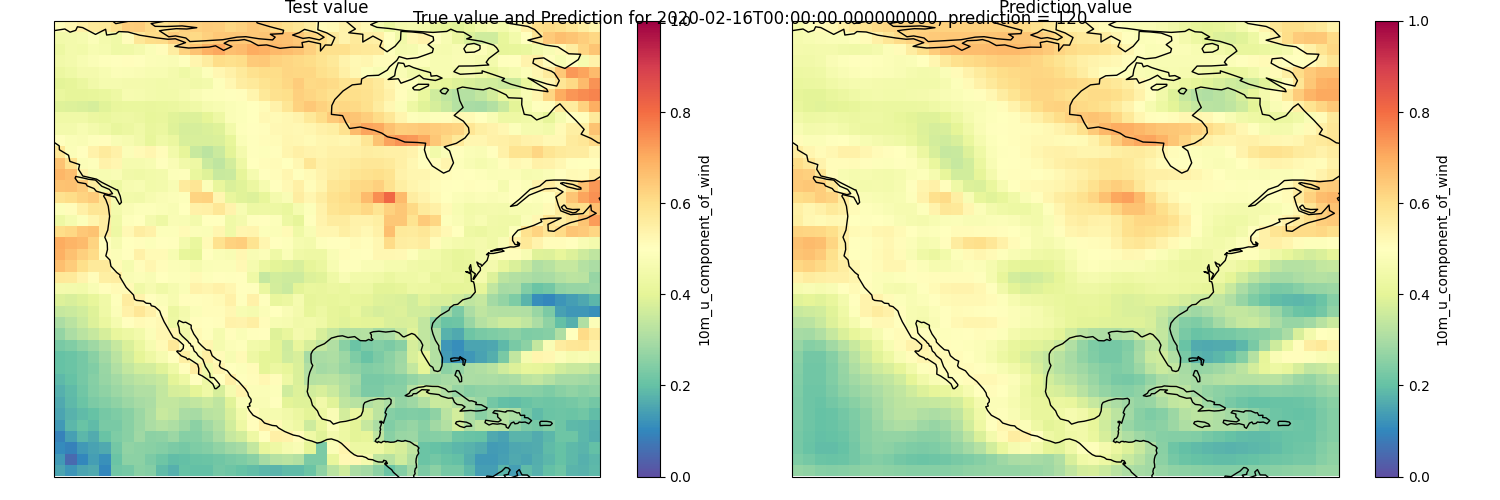 Test value
Prediction value
True value and Prediction for 2020-02-16T00:00:00.000000000, prediction = 120
1.0
0.8
0.6
0.4
0.2
0.0
10m_u_component_of_wind
1.0
0.8
0.6
0.4
0.2
0.0
10m_u_component_of_wind